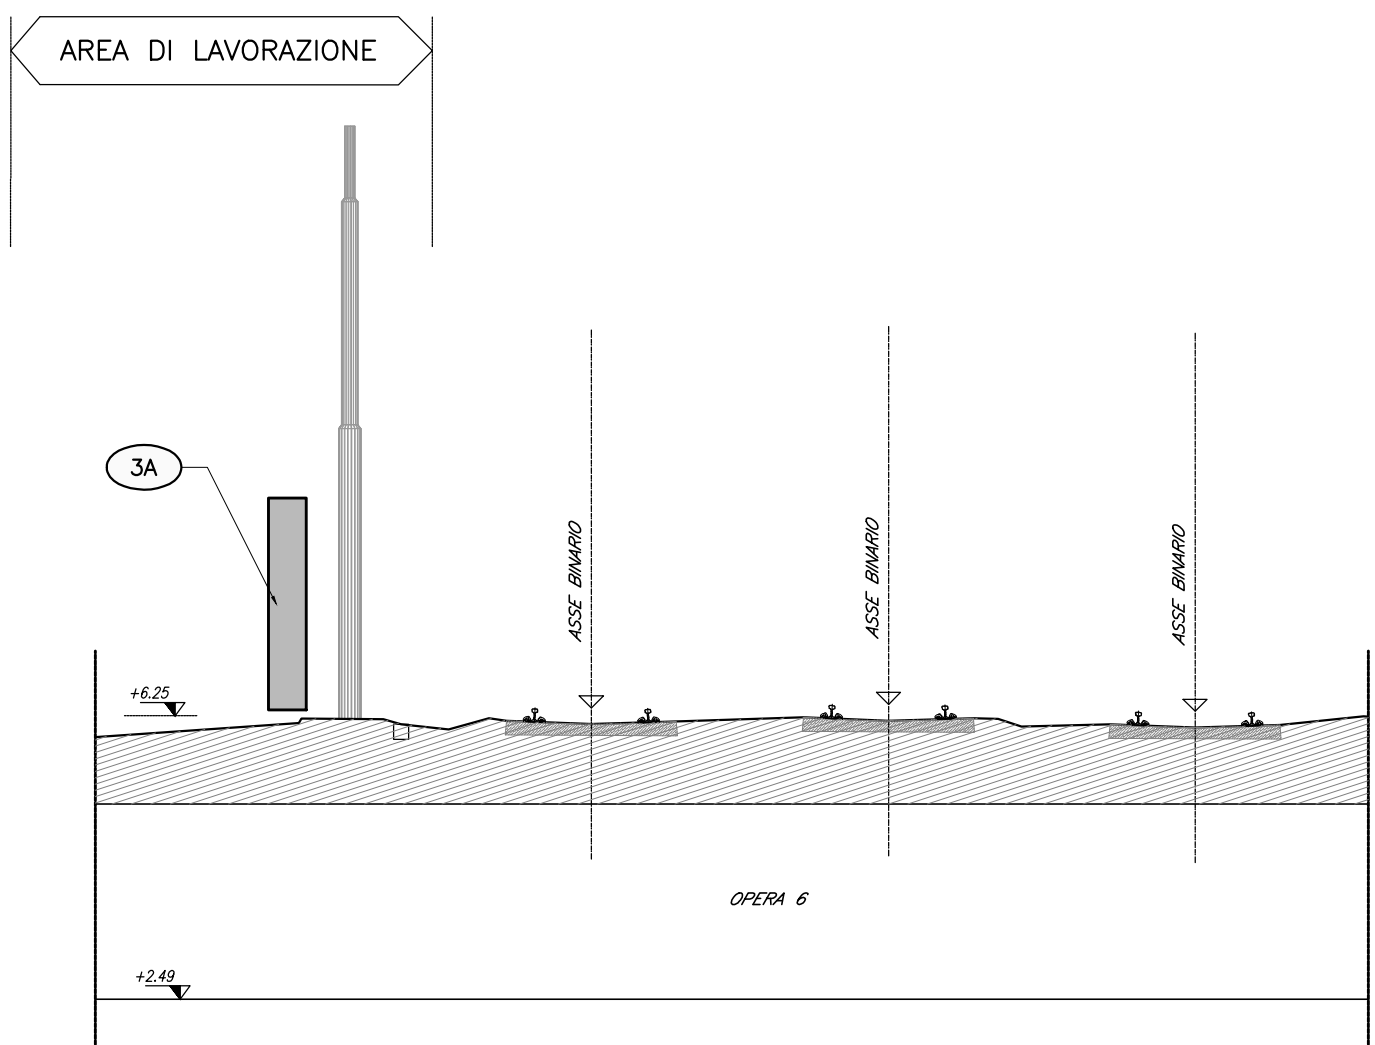 AREA DI LAVORAZIONE
3A
ASSE BINARIO
ASSE BINARIO
ASSE BINARIO
+6.25
OPERA 6
+2.49